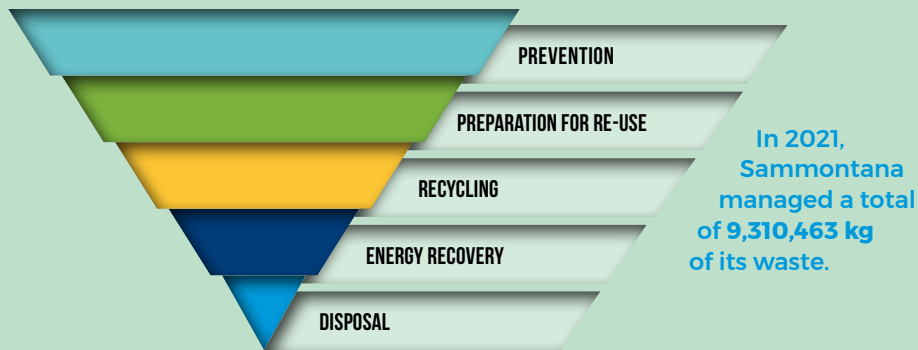 PREVENTION
PREPARATION FOR RE-USE
RECYCLING
ENERGY RECOVERY
DISPOSAL
In 2021,
Sammontana
managed a total
of 9,310,463 kg
of its waste.